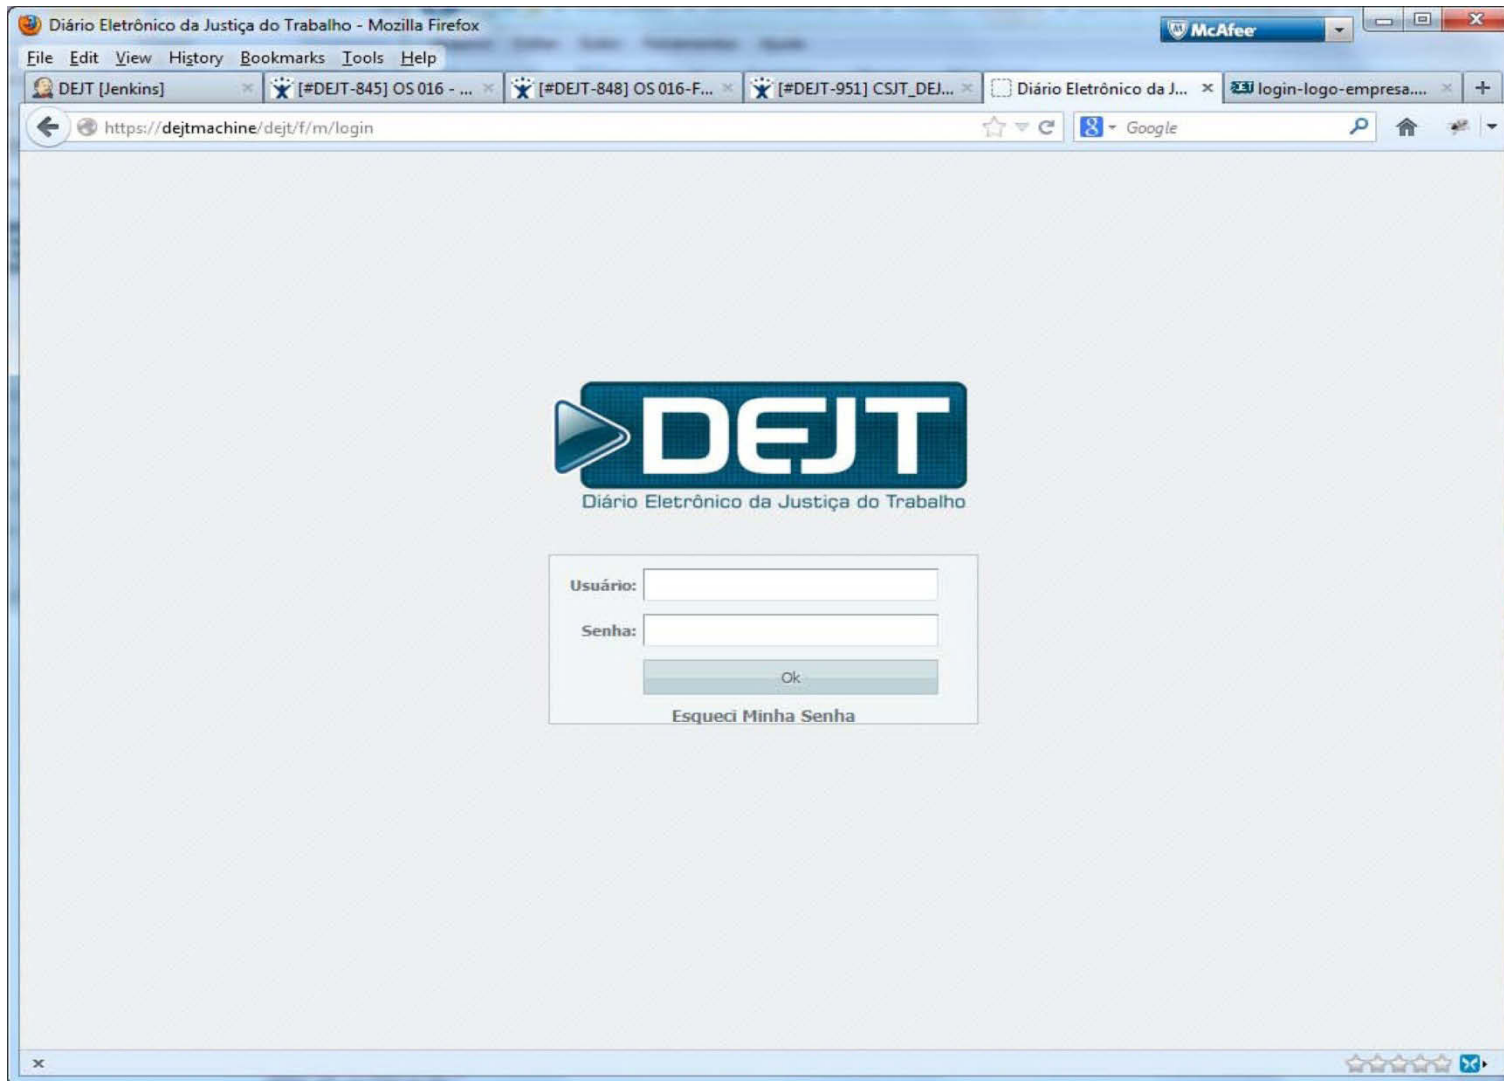 Diário Eletrônico da Justiça do Trabalho - Mozilla Firefox
McAfee
File Edit View History Bookmarks Tools Help
DEJT [Jenkins]
[#DEJT-845] OS 016 - ...
[#DEJT-848] OS 016-F...
[#DEJT-951] CSJT_DEJ...
Diário Eletrônico da J...
login-logo-empresa....
https://dejtmachine/dejt/f/m/login
Google
DEJT
Diário Eletrônico da Justiça do Trabalho
Usuário:
Senha:
Ok
Esqueci Minha Senha